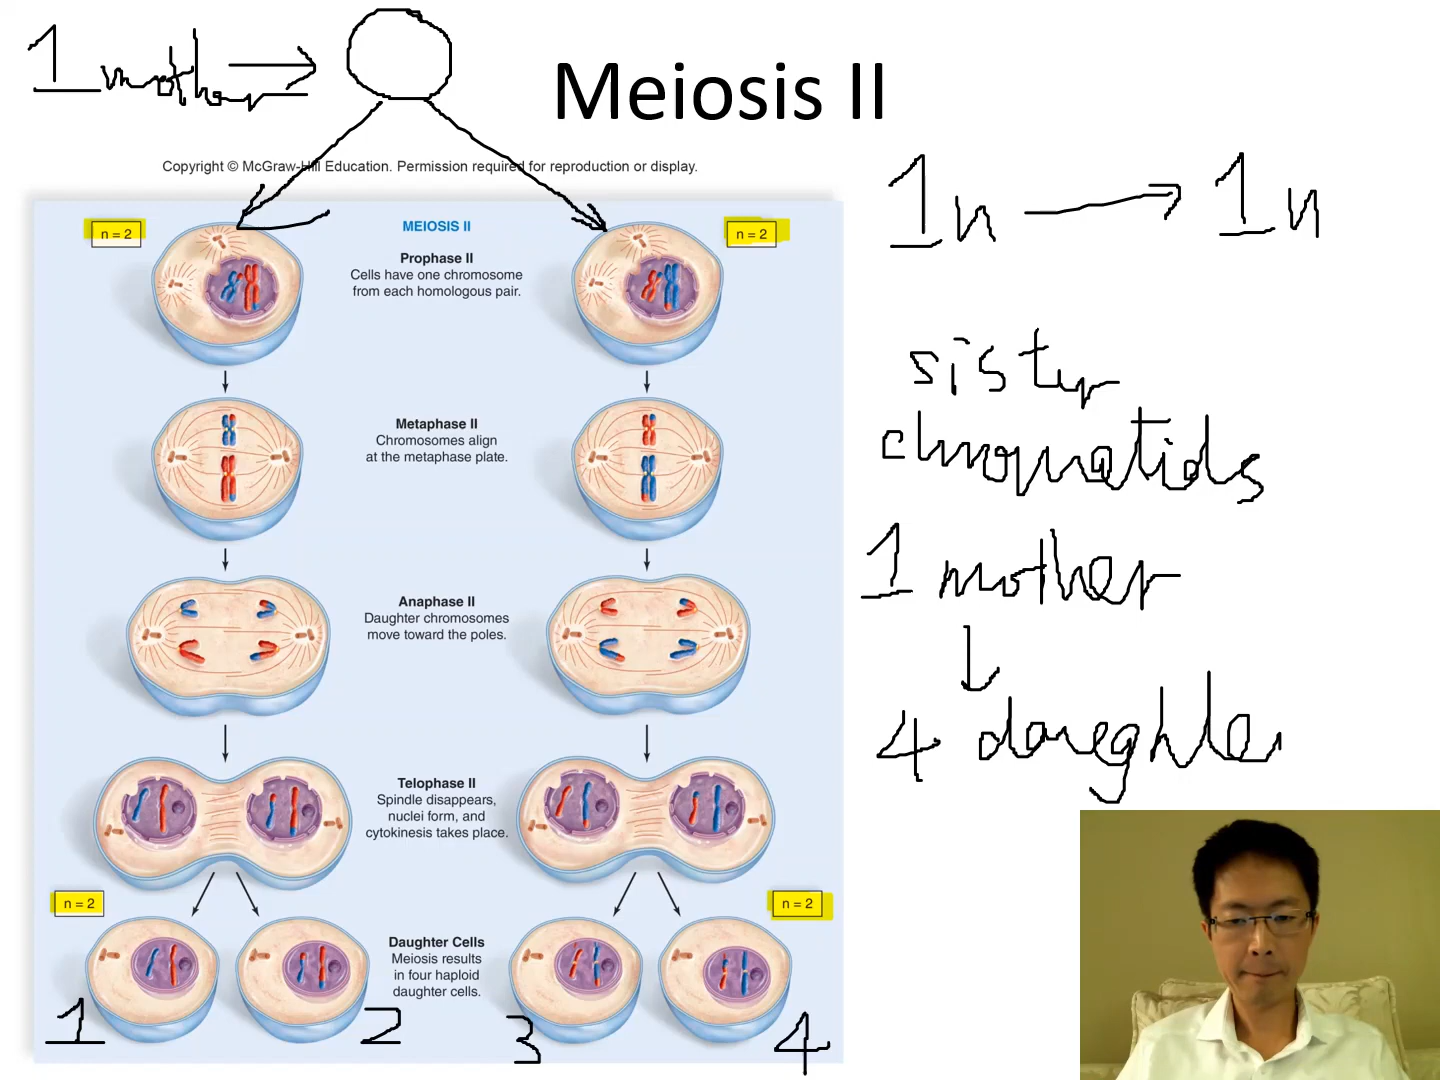 1 mother
Meiosis II
Copyright © McGraw-Hill Education. Permission required for reproduction or display.
n = 2
MEIOSIS II
n = 2
Prophase II
Cells have one chromosome
from each homologous pair.
Metaphase II
Chromosomes align
at the metaphase plate.
Anaphase II
Daughter chromosomes
move toward the poles.
Telophase II
Spindle disappears,
nuclei form, and
cytokinesis takes place.
n = 2
n = 2
Daughter Cells
Meiosis results
in four haploid
daughter cells.
1 2 3 4
1n → 1n
sister
chromatids
1 mother
↓
4 daughter